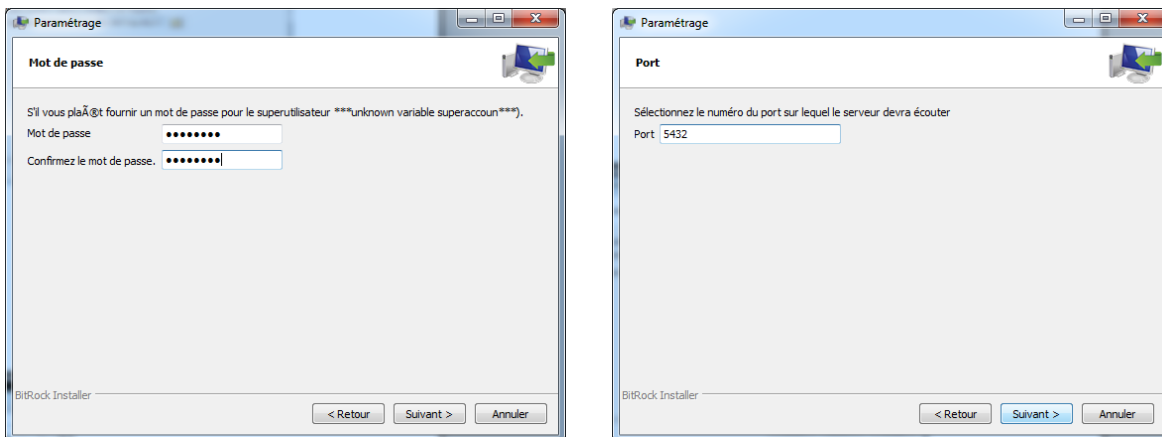 Paramétrage
Mot de passe
S'il vous plaÃ®t fournir un mot de passe pour le superutilisateur ***unknown variable superaccoun***).
Mot de passe ●●●●●●●●
Confirmez le mot de passe. ●●●●●●●●
BitRock Installer
< Retour Suivant > Annuler
Paramétrage
Port
Sélectionnez le numéro du port sur lequel le serveur devra écouter
Port 5432
BitRock Installer
< Retour Suivant > Annuler